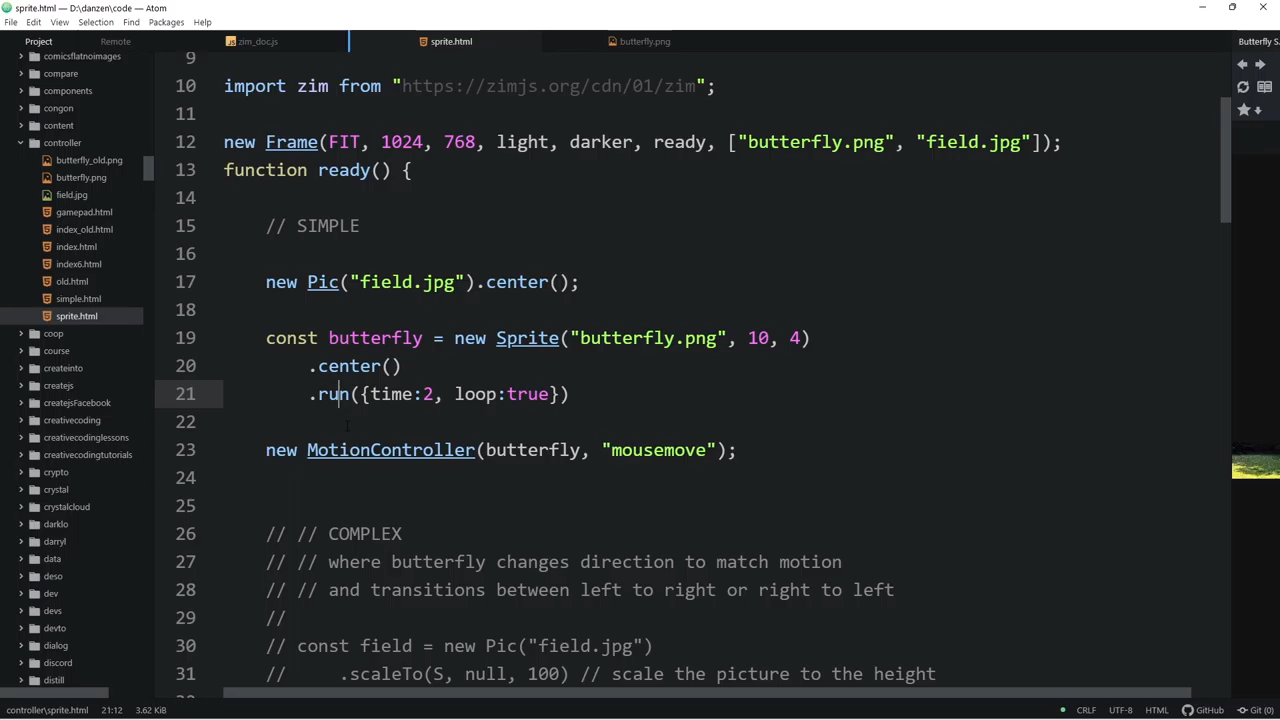 sprite.html — D:\danzen\code — Atom
File Edit View Selection Find Packages Help
Project Remote
zim_doc.js sprite.html butterfly.png Butterfly S
comicsflatnoimages
compare
components
congon
content
controller
butterfly_old.png
butterfly.png
field.jpg
gamepad.html
index_old.html
index.html
index6.html
old.html
simple.html
sprite.html
coop
course
createinto
createjs
createjsFacebook
creativecoding
creativecodinglessons
creativecodingtutorials
crypto
crystal
crystalcloud
darklo
darryl
data
deso
dev
devs
devto
dialog
discord
distill
9
10 import zim from "https://zimjs.org/cdn/01/zim";
11
12 new Frame(FIT, 1024, 768, light, darker, ready, ["butterfly.png", "field.jpg"]);
13 function ready() {
14
15 // SIMPLE
16
17 new Pic("field.jpg").center();
18
19 const butterfly = new Sprite("butterfly.png", 10, 4)
20 .center()
21 .run({time:2, loop:true})
22
23 new MotionController(butterfly, "mousemove");
24
25
26 // // COMPLEX
27 // // where butterfly changes direction to match motion
28 // // and transitions between left to right or right to left
29 //
30 // const field = new Pic("field.jpg")
31 // .scaleTo(S, null, 100) // scale the picture to the height
controller\sprite.html 21:12 3.62 KiB CRLF UTF-8 HTML GitHub Git (0)